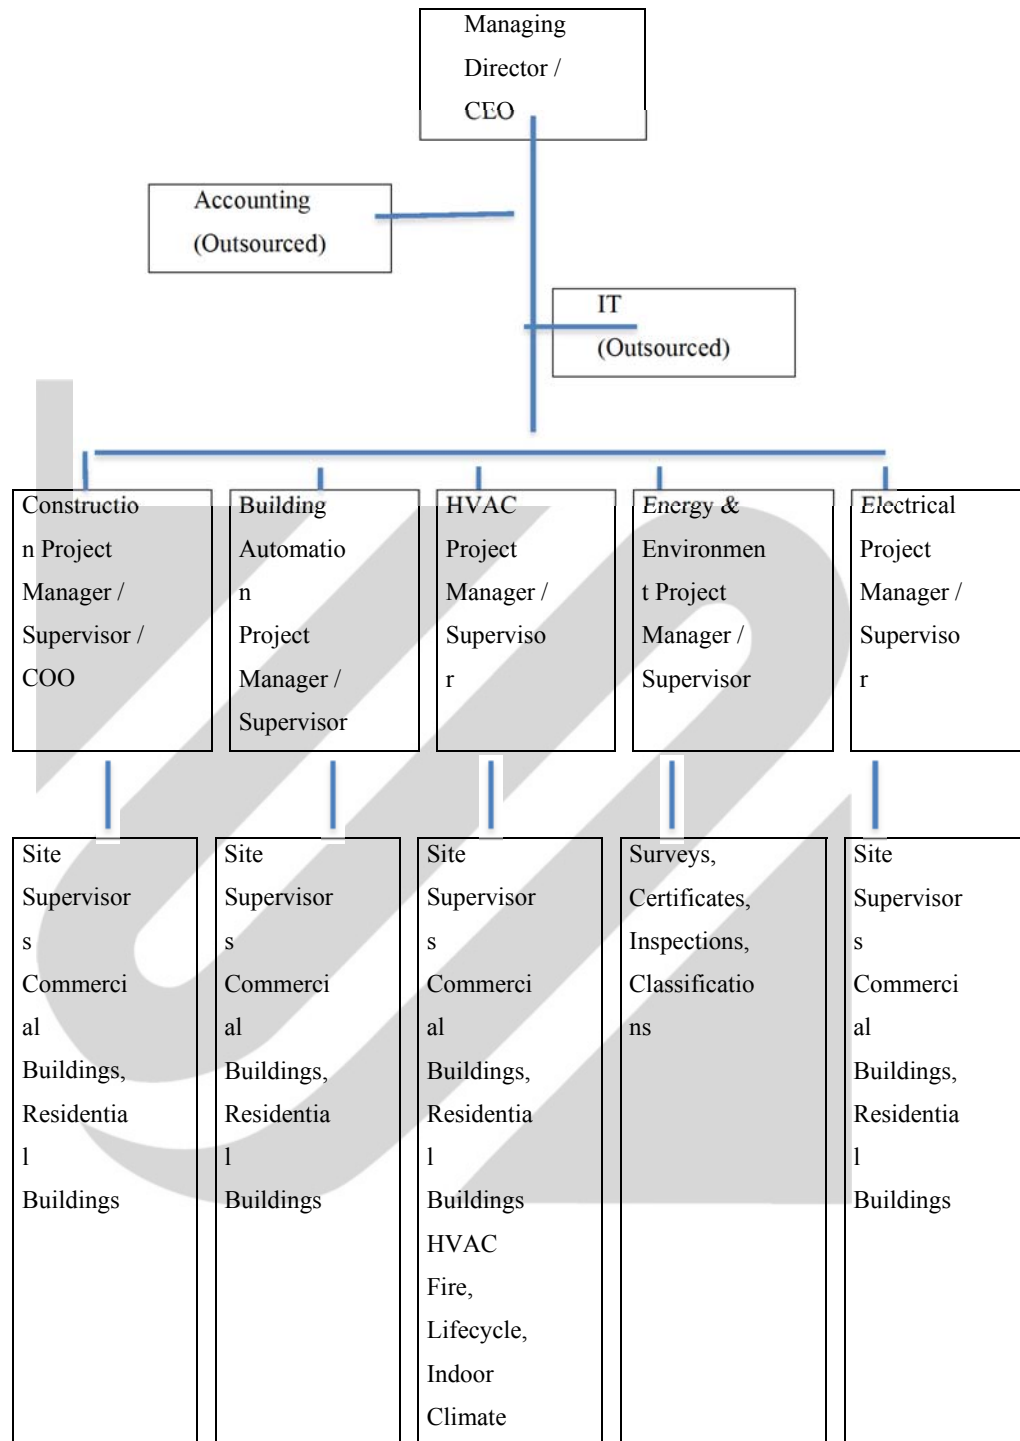 Managing
Director /
CEO
Accounting
(Outsourced)
IT
(Outsourced)
Constructio
n Project
Manager /
Supervisor /
COO
Building
Automatio
n
Project
Manager /
Supervisor
HVAC
Project
Manager /
Superviso
r
Energy &
Environmen
t Project
Manager /
Supervisor
Electrical
Project
Manager /
Superviso
r
Site
Supervisor
s
Commerci
al
Buildings,
Residentia
l
Buildings
Site
Supervisor
s
Commerci
al
Buildings,
Residentia
l
Buildings
Site
Supervisor
s
Commerci
al
Buildings,
Residentia
l
Buildings
HVAC
Fire,
Lifecycle,
Indoor
Climate
Surveys,
Certificates,
Inspections,
Classificatio
ns
Site
Supervisor
s
Commerci
al
Buildings,
Residentia
l
Buildings